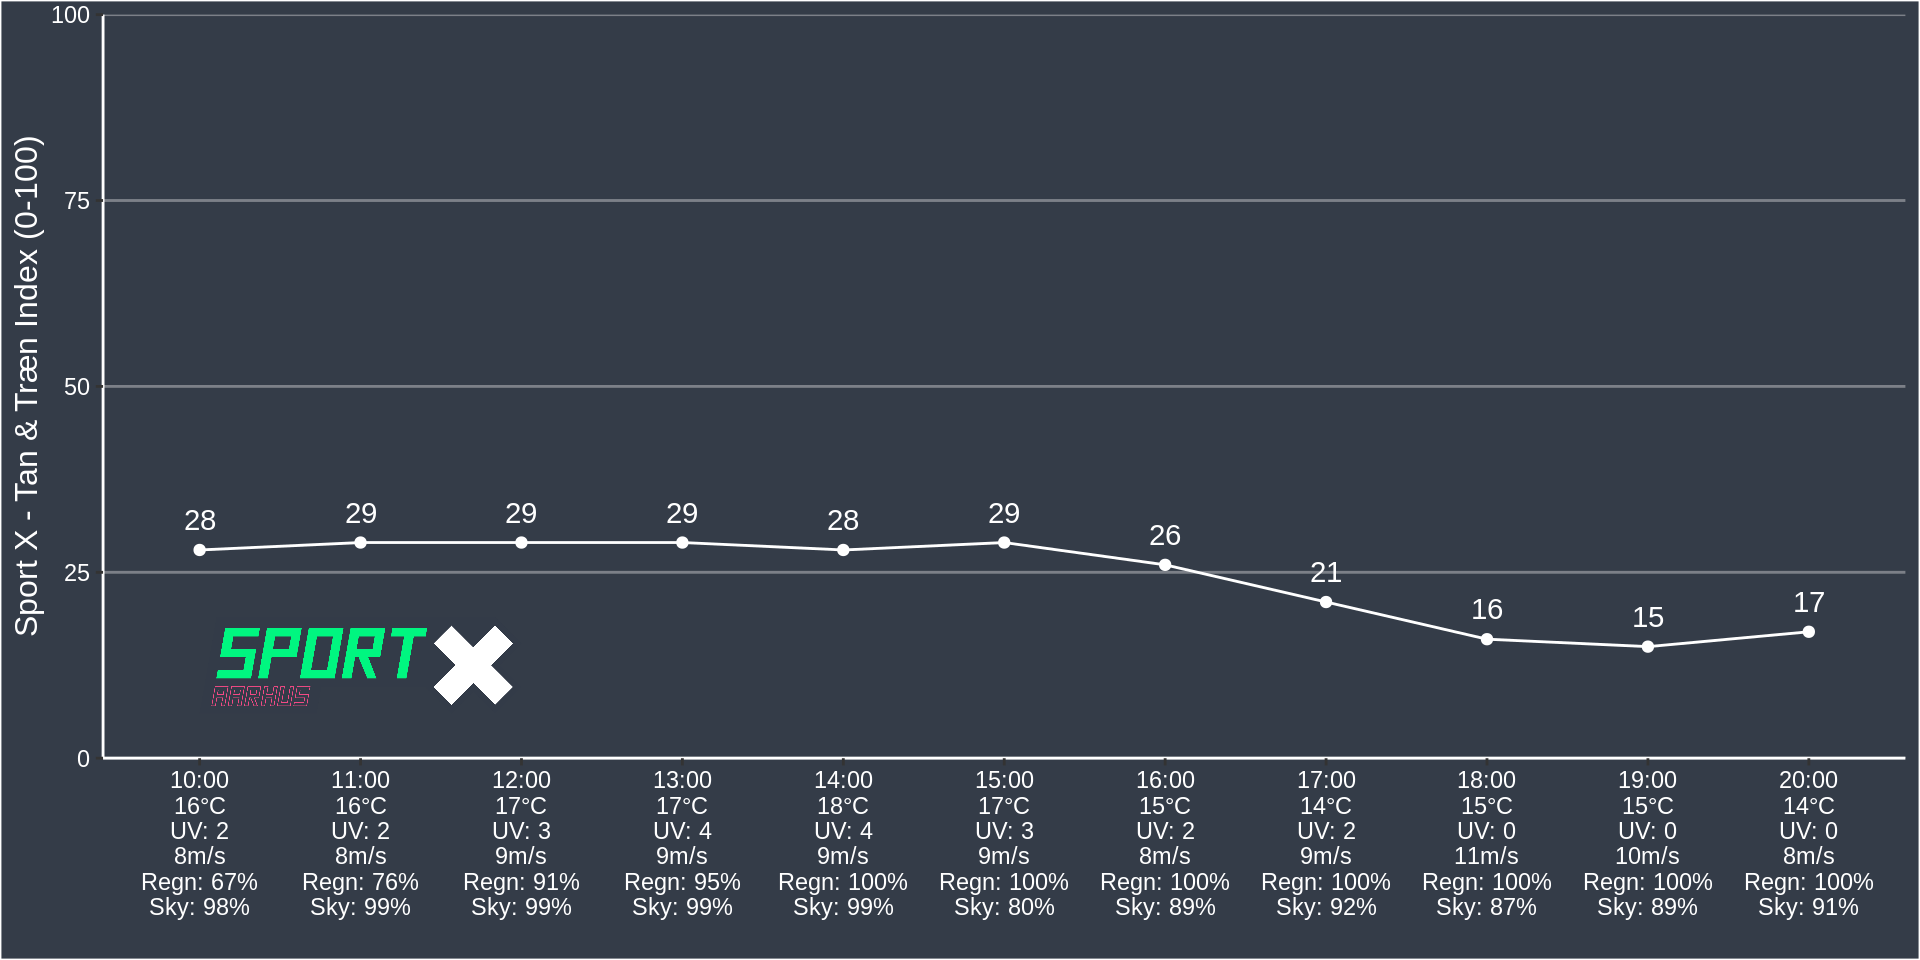 Sport X - Tan & Træn Index (0-100)
100
75
50
25
0
28
29
29
29
28
29
26
21
16
15
17
SPORT X
AARHUS
10:00 11:00 12:00 13:00 14:00 15:00 16:00 17:00 18:00 19:00 20:00
16°C 16°C 17°C 17°C 18°C 17°C 15°C 14°C 15°C 15°C 14°C
UV: 2 UV: 2 UV: 3 UV: 4 UV: 4 UV: 3 UV: 2 UV: 2 UV: 0 UV: 0 UV: 0
8m/s 8m/s 9m/s 9m/s 9m/s 9m/s 8m/s 9m/s 11m/s 10m/s 8m/s
Regn: 67% Regn: 76% Regn: 91% Regn: 95% Regn: 100% Regn: 100% Regn: 100% Regn: 100% Regn: 100% Regn: 100% Regn: 100%
Sky: 98% Sky: 99% Sky: 99% Sky: 99% Sky: 99% Sky: 80% Sky: 89% Sky: 92% Sky: 87% Sky: 89% Sky: 91%